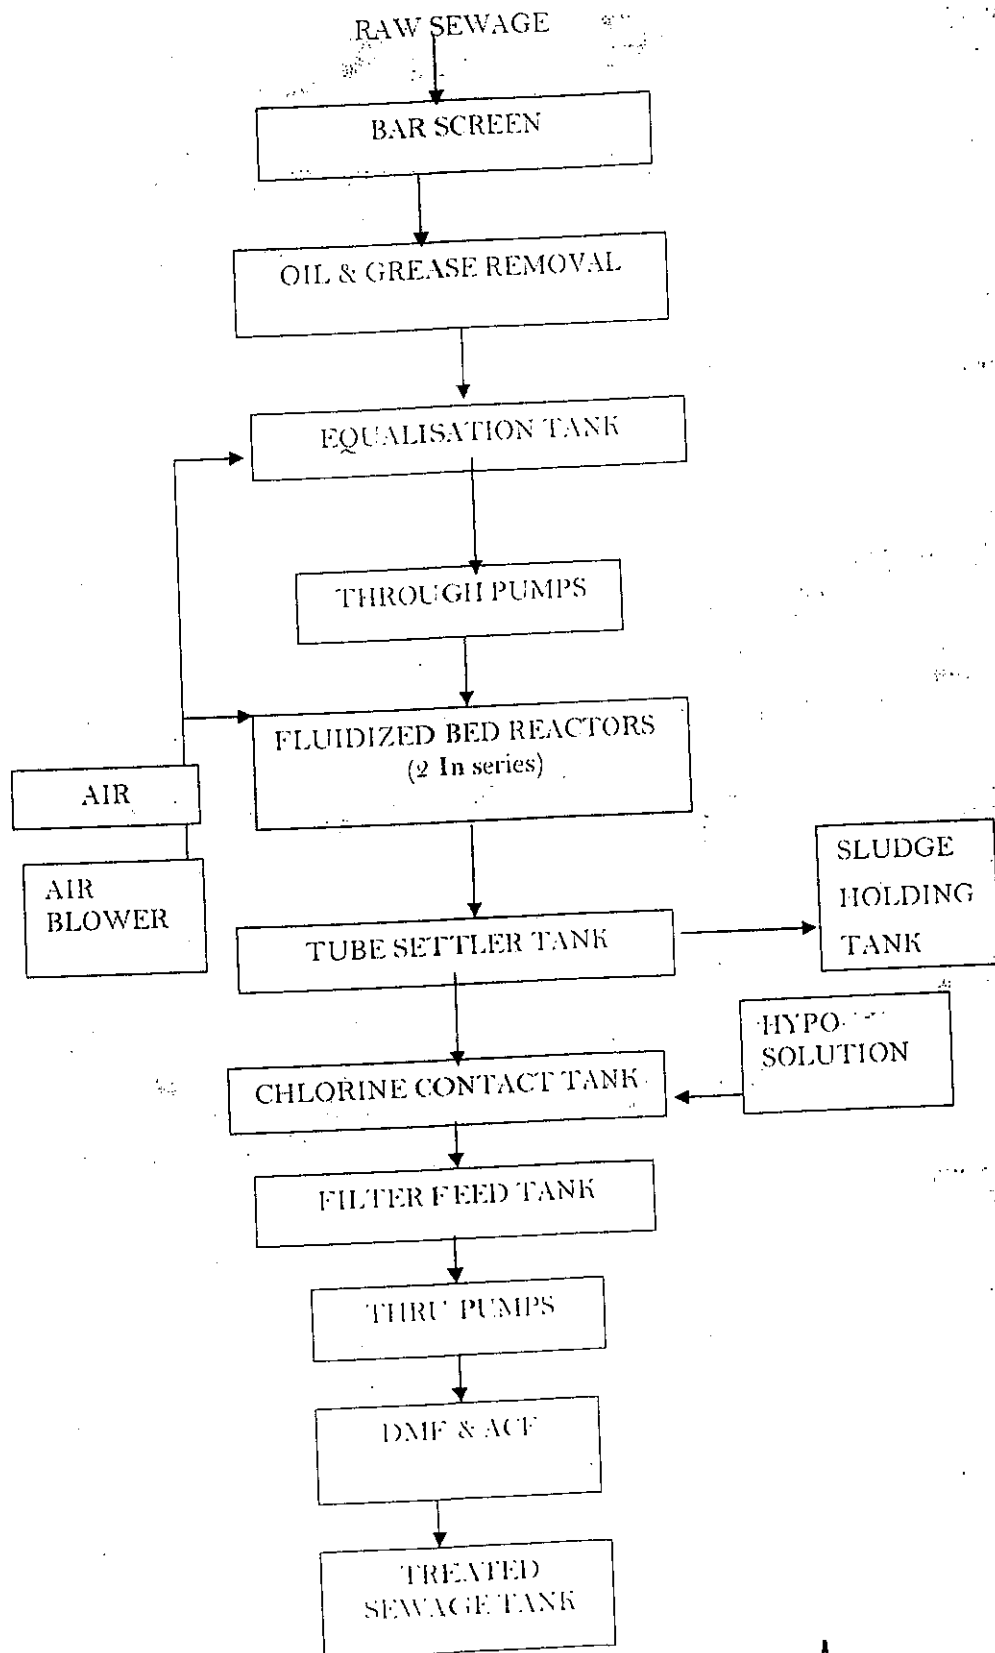 RAW SEWAGE
BAR SCREEN
OIL & GREASE REMOVAL
EQUALISATION TANK
THROUGH PUMPS
FLUIDIZED BED REACTORS
(2 In series)
AIR
AIR
BLOWER
TUBE SETTLER TANK
SLUDGE
HOLDING
TANK
HYPO
SOLUTION
CHLORINE CONTACT TANK
FILTER FEED TANK
THRU PUMPS
DMF & ACF
TREATED
SEWAGE TANK